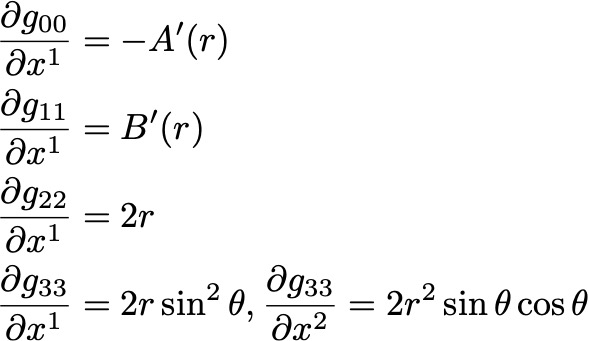 ∂g₀₀/∂x¹ = −A′(r)
∂g₁₁/∂x¹ = B′(r)
∂g₂₂/∂x¹ = 2r
∂g₃₃/∂x¹ = 2r sin² θ, ∂g₃₃/∂x² = 2r² sin θ cos θ